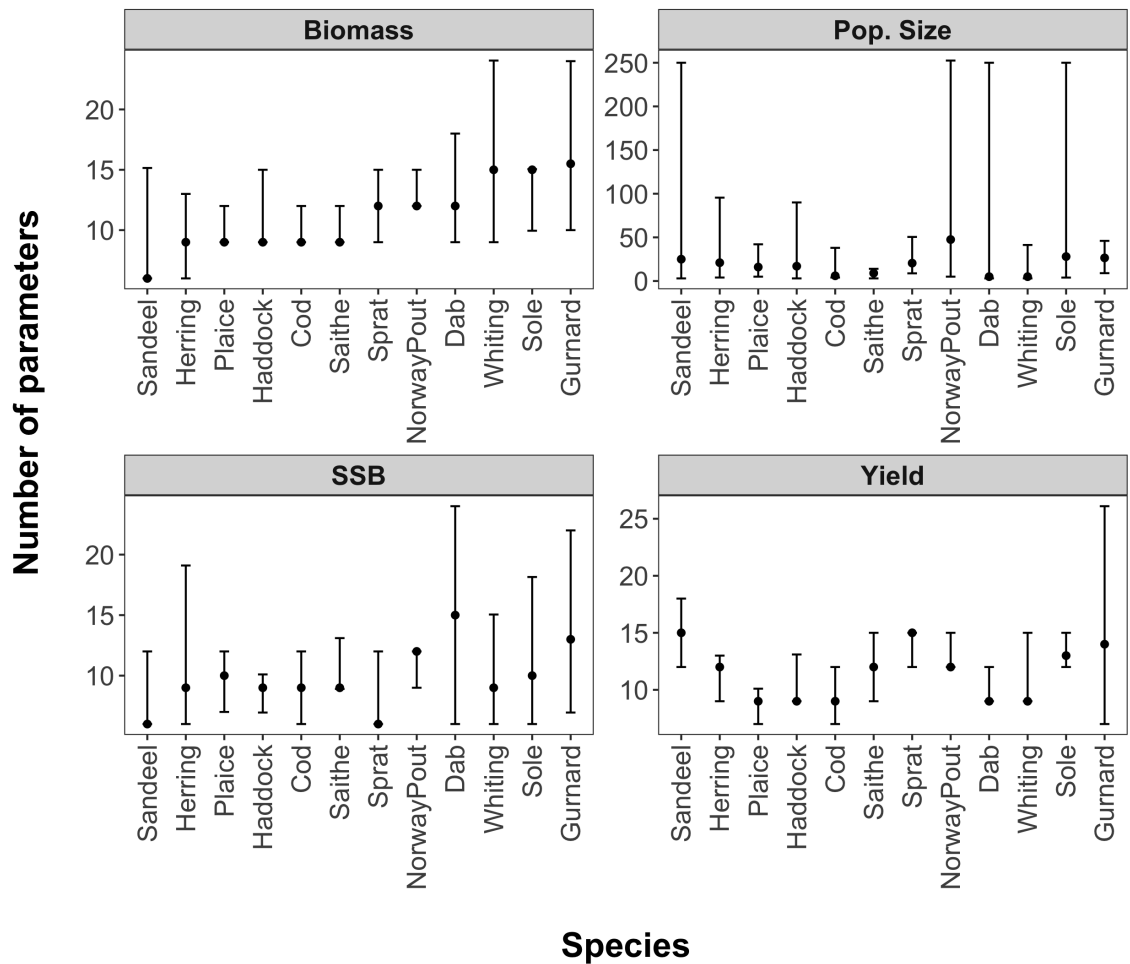 Biomass
Pop. Size
Number of parameters
20
15
10
250
200
150
100
50
0
Sandeel
Herring
Plaice
Haddock
Cod
Saithe
Sprat
NorwayPout
Dab
Whiting
Sole
Gurnard
Sandeel
Herring
Plaice
Haddock
Cod
Saithe
Sprat
NorwayPout
Dab
Whiting
Sole
Gurnard
SSB
Yield
20
15
10
25
20
15
10
Sandeel
Herring
Plaice
Haddock
Cod
Saithe
Sprat
NorwayPout
Dab
Whiting
Sole
Gurnard
Sandeel
Herring
Plaice
Haddock
Cod
Saithe
Sprat
NorwayPout
Dab
Whiting
Sole
Gurnard
Species